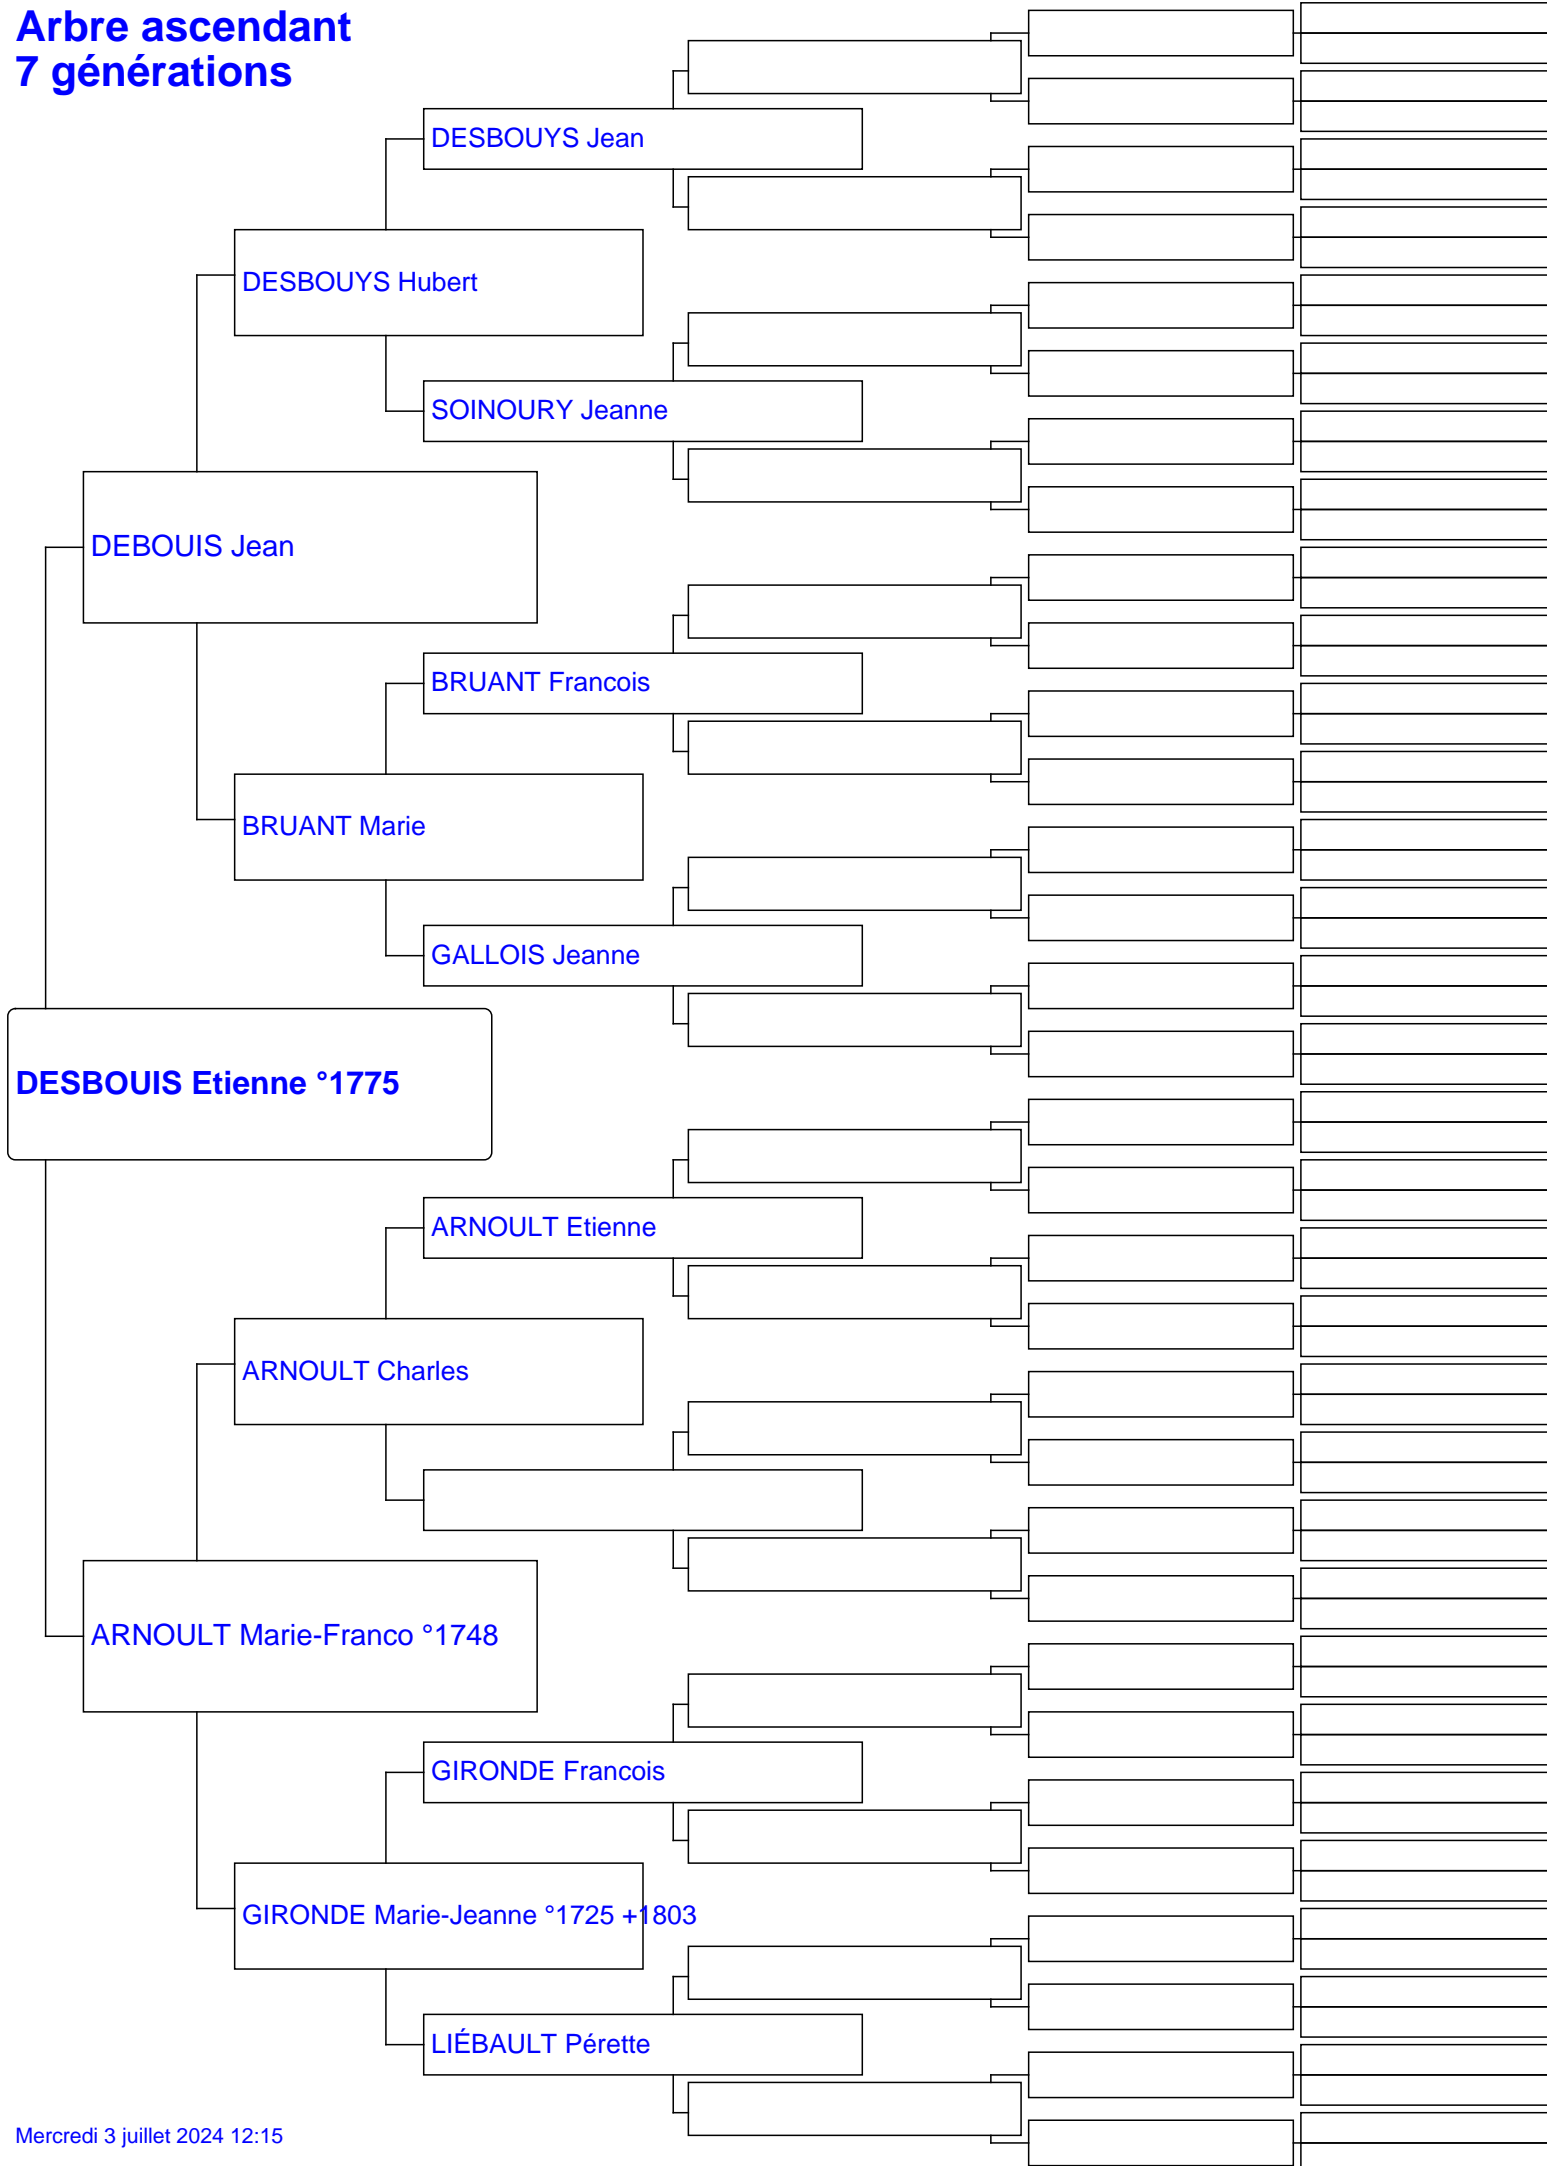 Arbre ascendant
7 générations
DESBOUYS Jean
DESBOUYS Hubert
SOINOURY Jeanne
DEBOUIS Jean
BRUANT Francois
BRUANT Marie
GALLOIS Jeanne
DESBOUIS Etienne °1775
ARNOULT Etienne
ARNOULT Charles
ARNOULT Marie-Franco °1748
GIRONDE Francois
GIRONDE Marie-Jeanne °1725 +1803
LIÉBAULT Pérette
Mercredi 3 juillet 2024 12:15